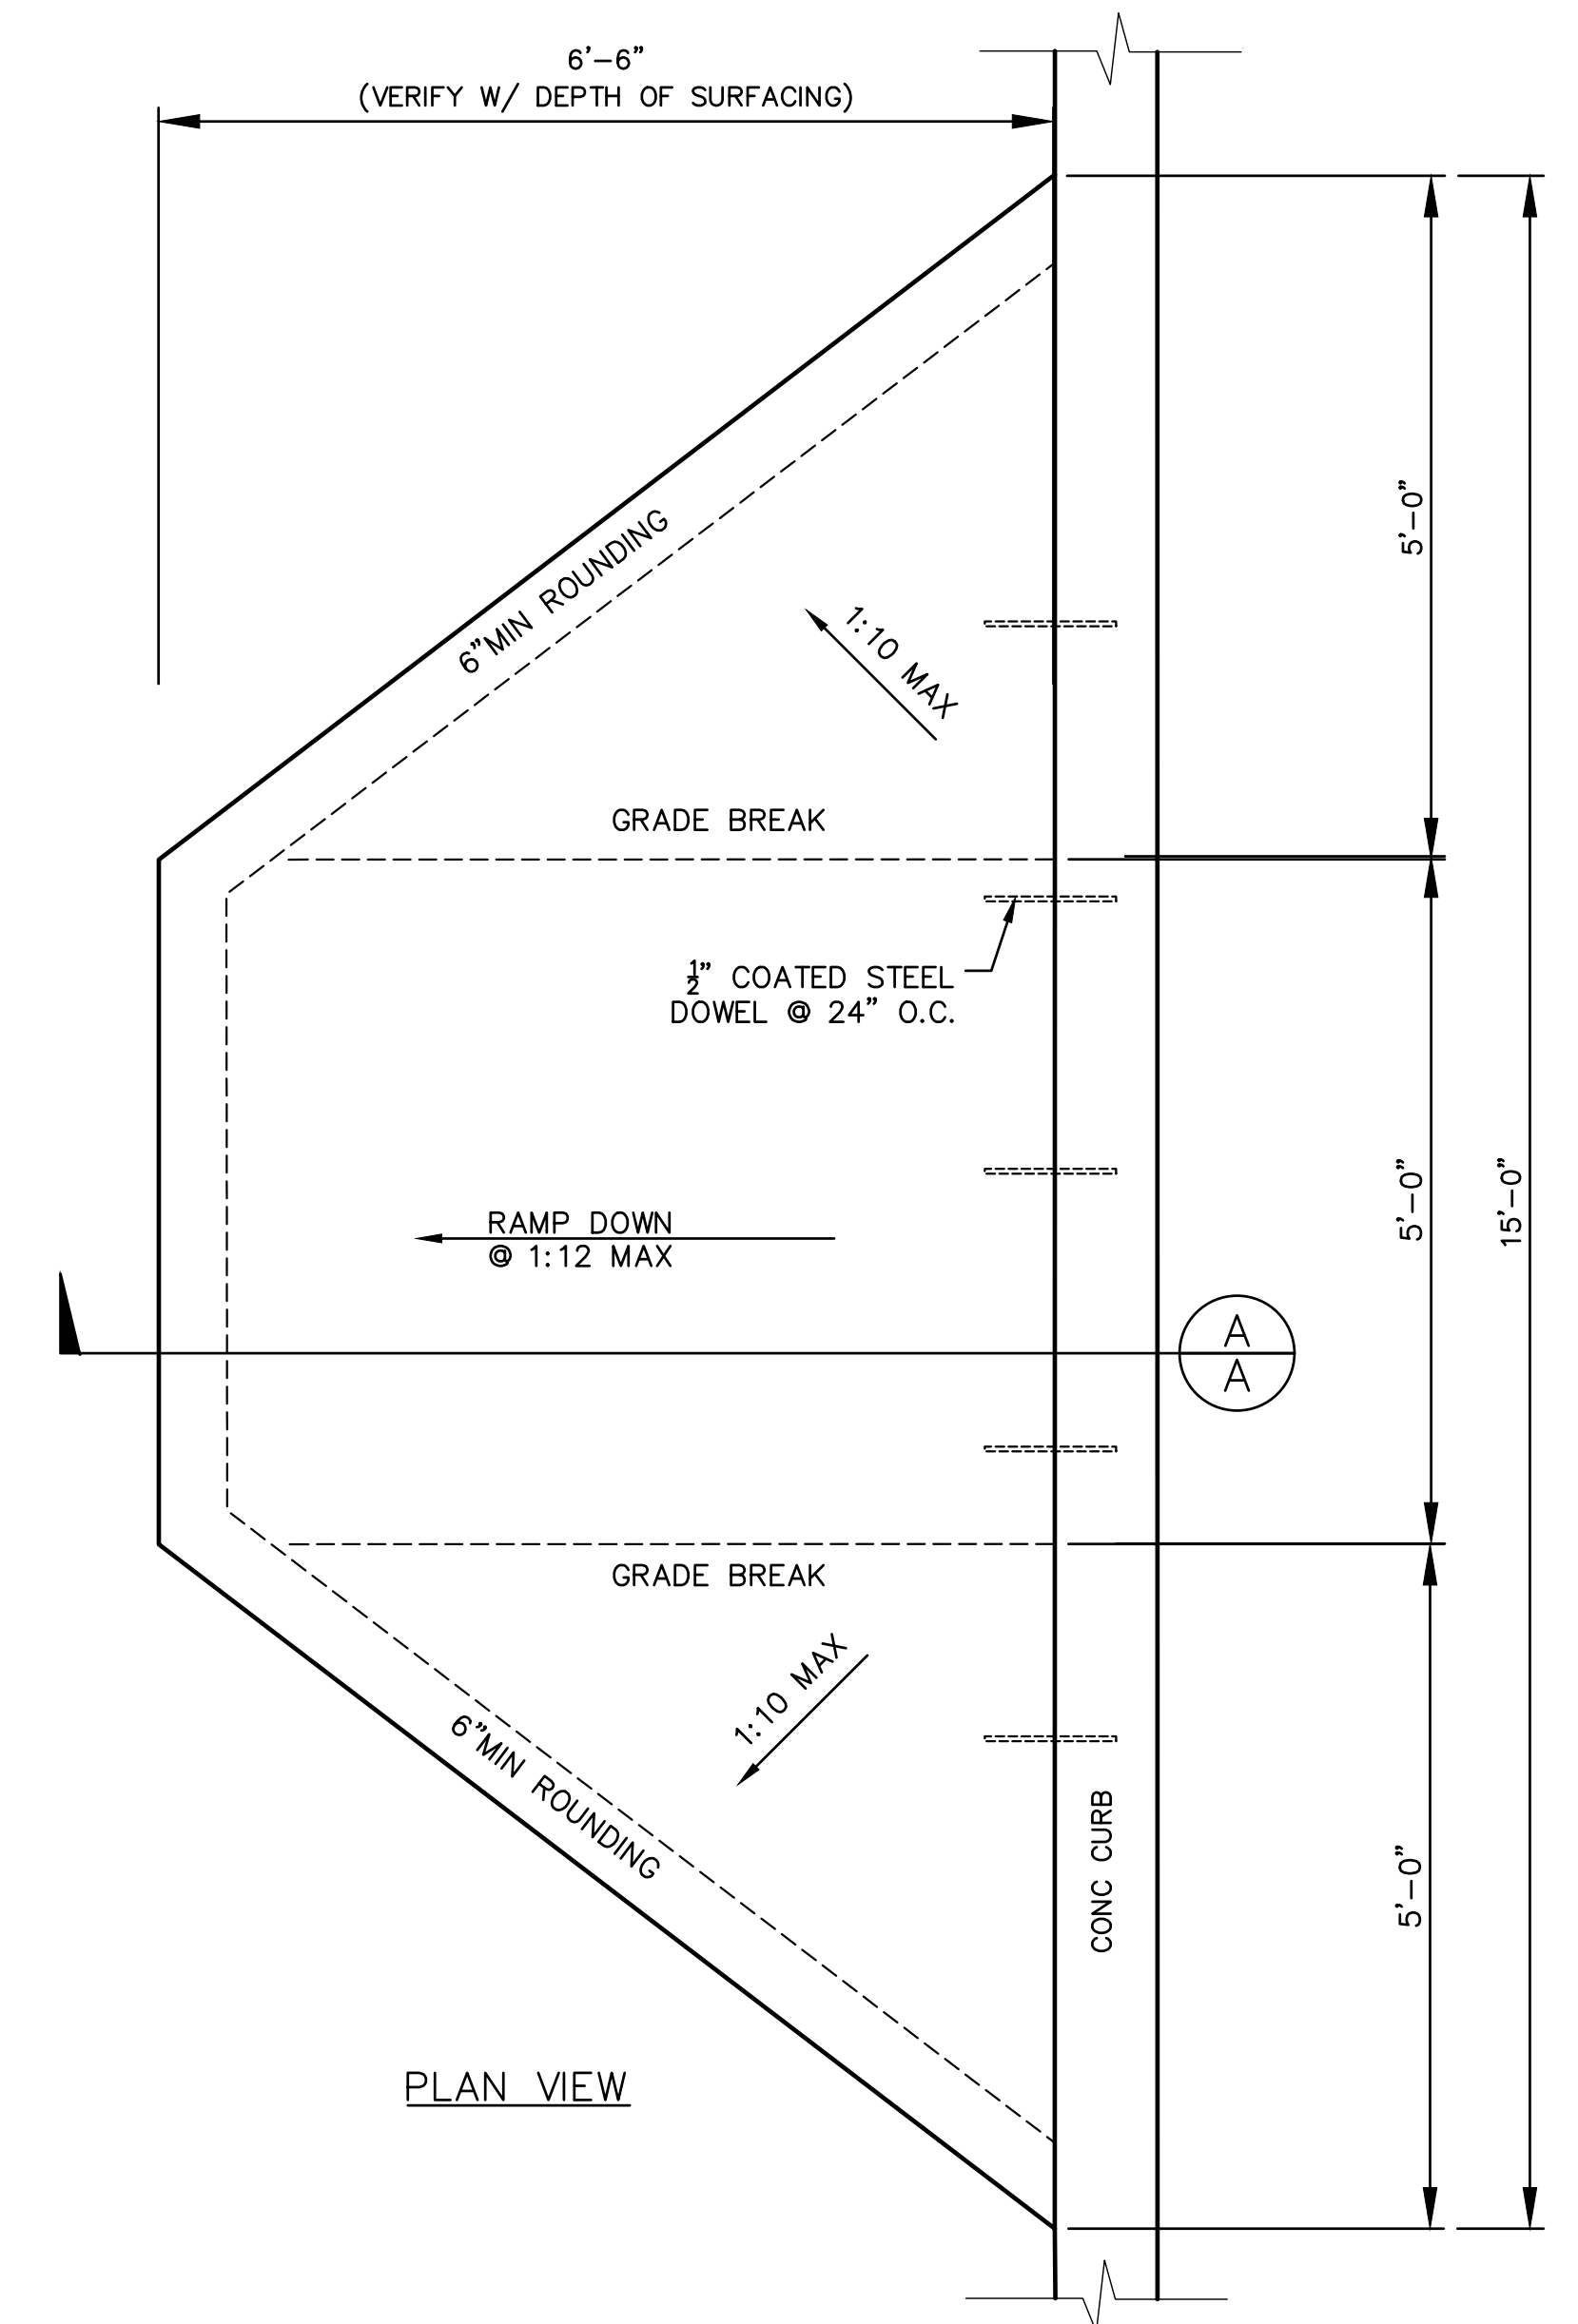 6'-6"
(VERIFY W/ DEPTH OF SURFACING)
6"MIN ROUNDING
1:10 MAX
5'-0"
GRADE BREAK
½" COATED STEEL
DOWEL @ 24" O.C.
5'-0"
15'-0"
RAMP DOWN
@ 1:12 MAX
A
A
GRADE BREAK
1:10 MAX
6"MIN ROUNDING
CONC CURB
5'-0"
PLAN VIEW